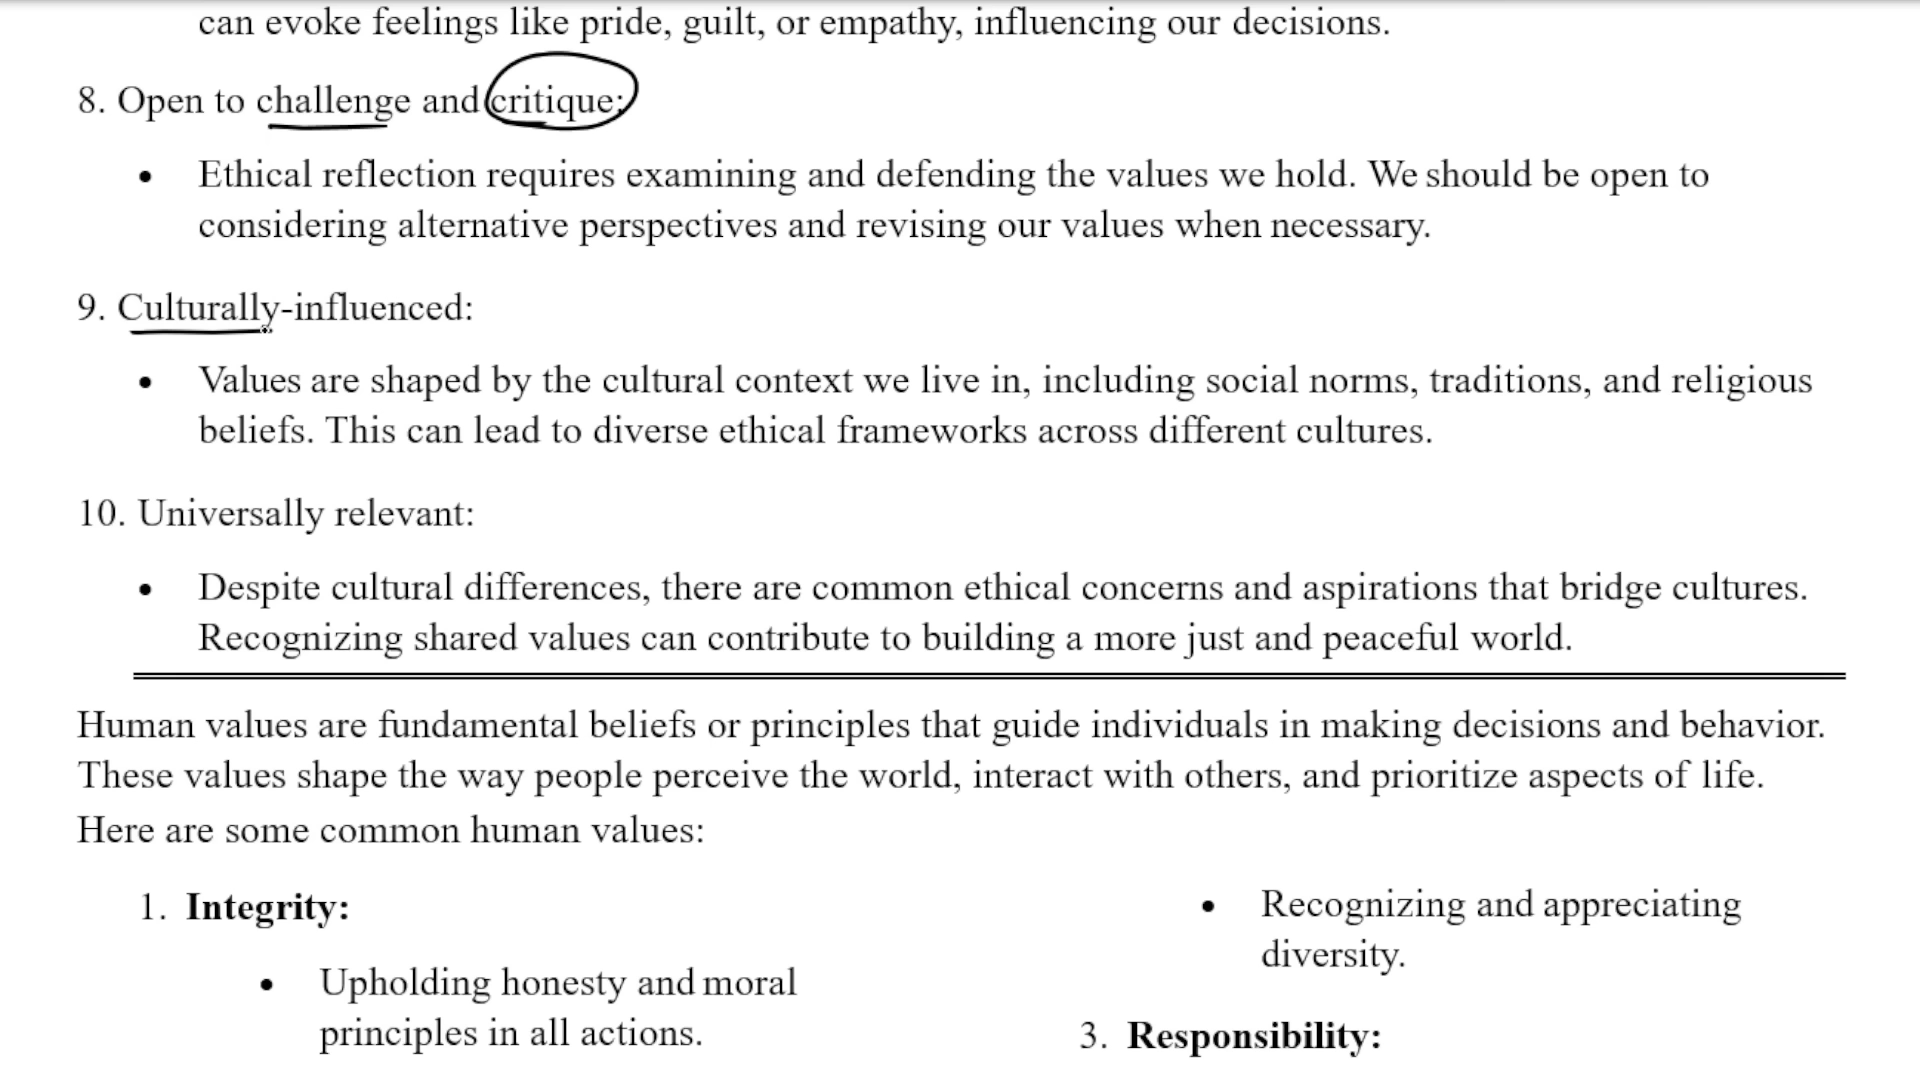 can evoke feelings like pride, guilt, or empathy, influencing our decisions.
8. Open to challenge and critique:
• Ethical reflection requires examining and defending the values we hold. We should be open to
considering alternative perspectives and revising our values when necessary.
9. Culturally-influenced:
• Values are shaped by the cultural context we live in, including social norms, traditions, and religious
beliefs. This can lead to diverse ethical frameworks across different cultures.
10. Universally relevant:
• Despite cultural differences, there are common ethical concerns and aspirations that bridge cultures.
Recognizing shared values can contribute to building a more just and peaceful world.
Human values are fundamental beliefs or principles that guide individuals in making decisions and behavior.
These values shape the way people perceive the world, interact with others, and prioritize aspects of life.
Here are some common human values:
1. Integrity:
• Upholding honesty and moral
principles in all actions.
• Recognizing and appreciating
diversity.
3. Responsibility: